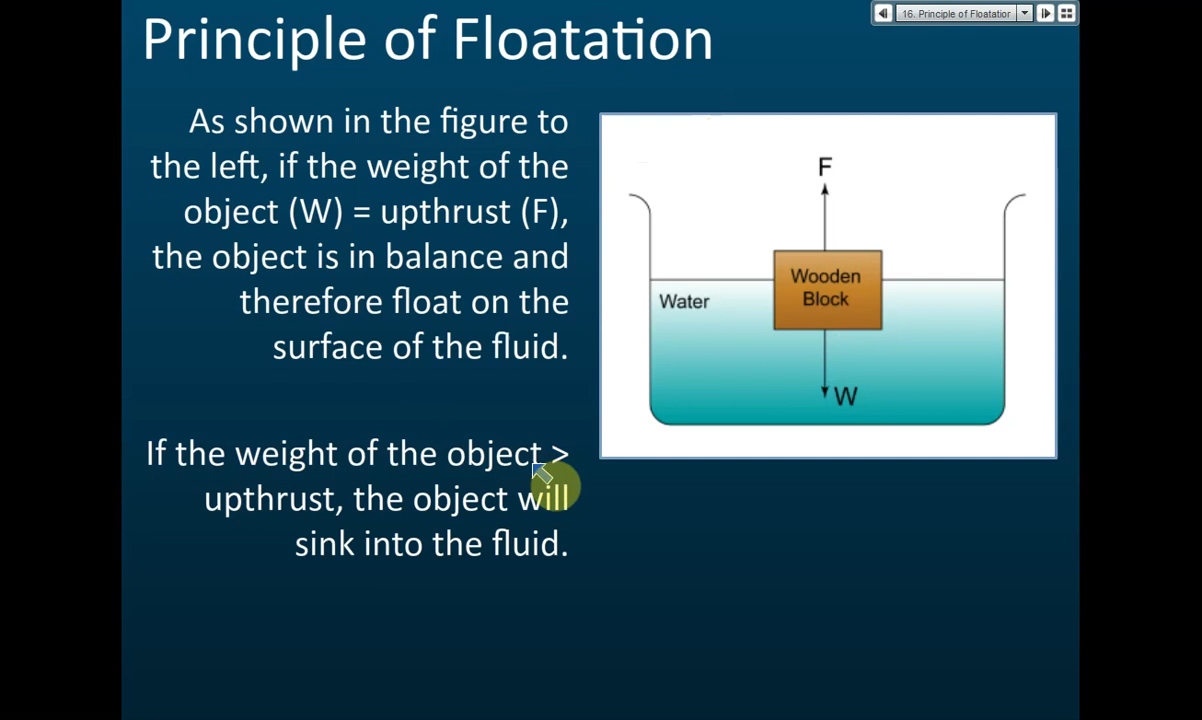 16. Principle of Floatatior
Principle of Floatation
As shown in the figure to
the left, if the weight of the
object (W) = upthrust (F),
the object is in balance and
therefore float on the
surface of the fluid.
If the weight of the object >
upthrust, the object will
sink into the fluid.
F
Wooden
Block
Water
W